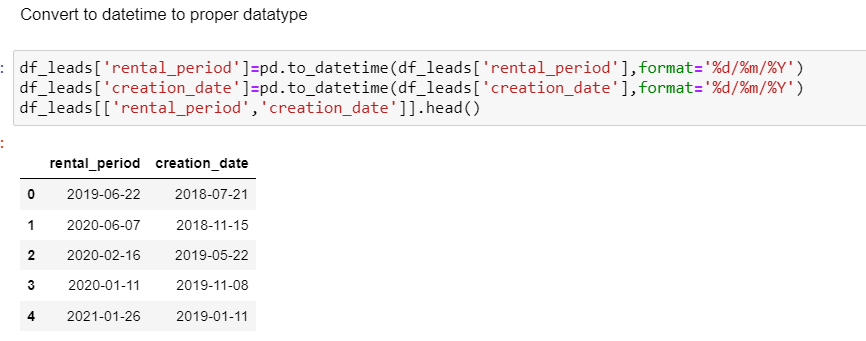 Convert to datetime to proper datatype
: df_leads['rental_period']=pd.to_datetime(df_leads['rental_period'],format='%d/%m/%Y')
df_leads['creation_date']=pd.to_datetime(df_leads['creation_date'],format='%d/%m/%Y')
df_leads[['rental_period','creation_date']].head()
:
rental_period creation_date
0 2019-06-22 2018-07-21
1 2020-06-07 2018-11-15
2 2020-02-16 2019-05-22
3 2020-01-11 2019-11-08
4 2021-01-26 2019-01-11